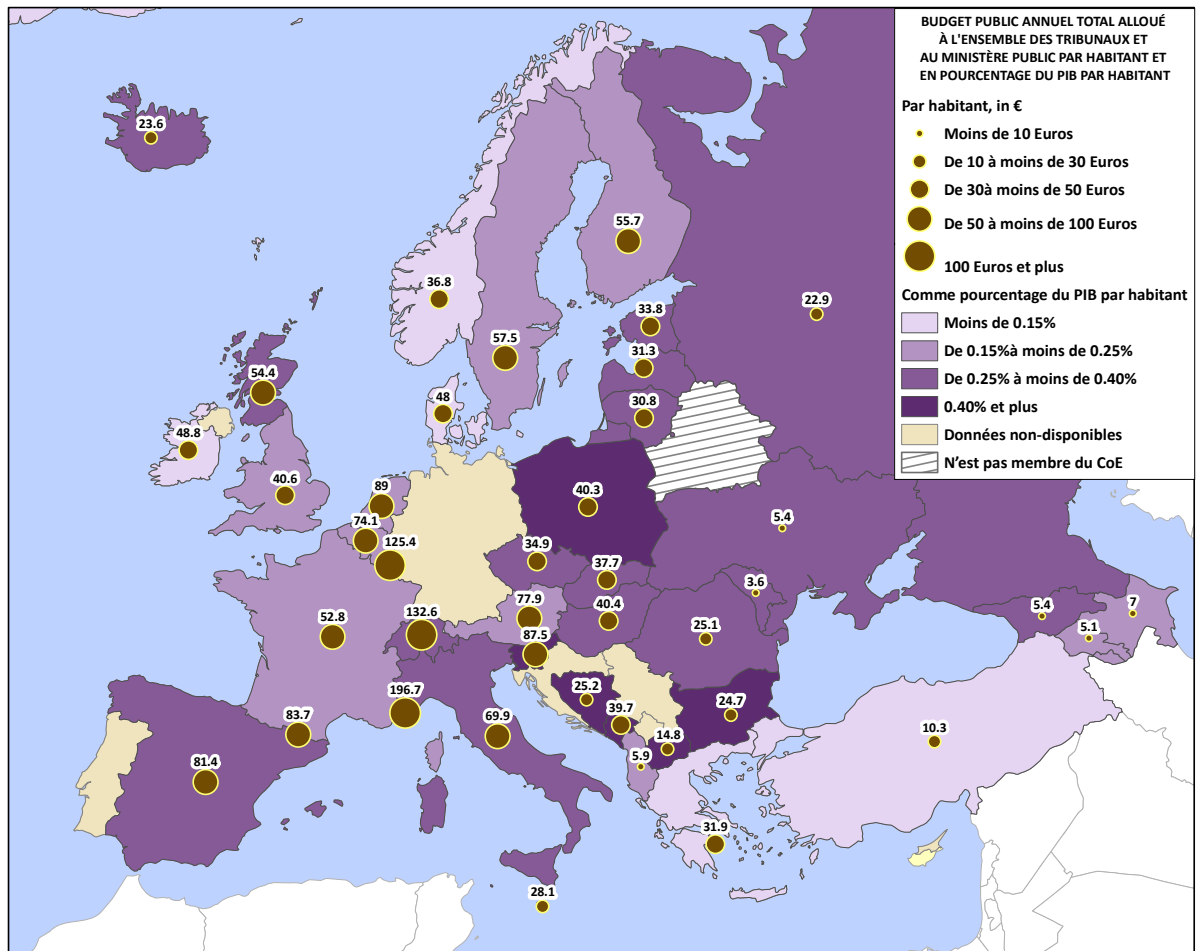 BUDGET PUBLIC ANNUEL TOTAL ALLOUÉ
À L'ENSEMBLE DES TRIBUNAUX ET
AU MINISTÈRE PUBLIC PAR HABITANT ET
EN POURCENTAGE DU PIB PAR HABITANT
Par habitant, in €
Moins de 10 Euros
De 10 à moins de 30 Euros
De 30à moins de 50 Euros
De 50 à moins de 100 Euros
100 Euros et plus
Comme pourcentage du PIB par habitant
Moins de 0.15%
De 0.15%à moins de 0.25%
De 0.25% à moins de 0.40%
0.40% et plus
Données non-disponibles
N'est pas membre du CoE
23.6
55.7
36.8
22.9
33.8
57.5
31.3
54.4
48
30.8
48.8
40.6
89
40.3
74.1
5.4
125.4
34.9
37.7
3.6
77.9
40.4
52.8
132.6
25.1
5.4
7
5.1
87.5
196.7
25.2
24.7
39.7
83.7
69.9
14.8
10.3
81.4
5.9
31.9
28.1